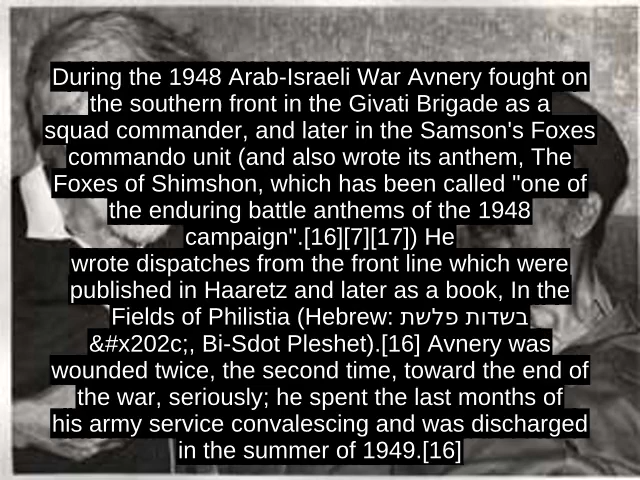 During the 1948 Arab-Israeli War Avnery fought on
the southern front in the Givati Brigade as a
squad commander, and later in the Samson's Foxes
commando unit (and also wrote its anthem, The
Foxes of Shimshon, which has been called "one of
the enduring battle anthems of the 1948
campaign".[16][7][17]) He
wrote dispatches from the front line which were
published in Haaretz and later as a book, In the
Fields of Philistia (Hebrew: בשדות פלשת
&#x202c;, Bi-Sdot Pleshet).[16] Avnery was
wounded twice, the second time, toward the end of
the war, seriously; he spent the last months of
his army service convalescing and was discharged
in the summer of 1949.[16]